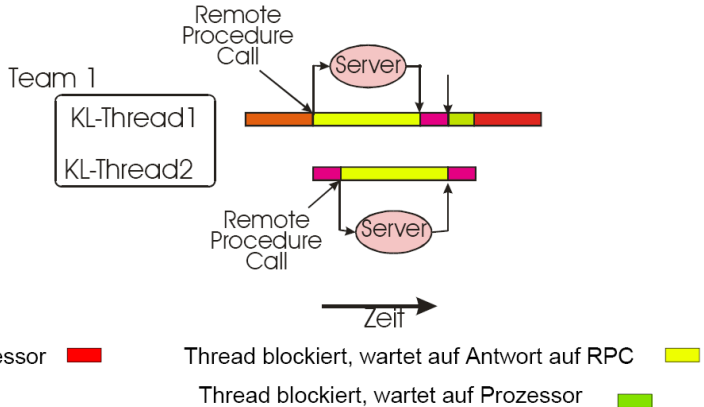 Remote
Procedure
Call
Server
Team 1
KL-Thread1
KL-Thread2
Remote
Procedure
Call
Server
Zeit
Thread blockiert, wartet auf Antwort auf RPC
Thread blockiert, wartet auf Prozessor